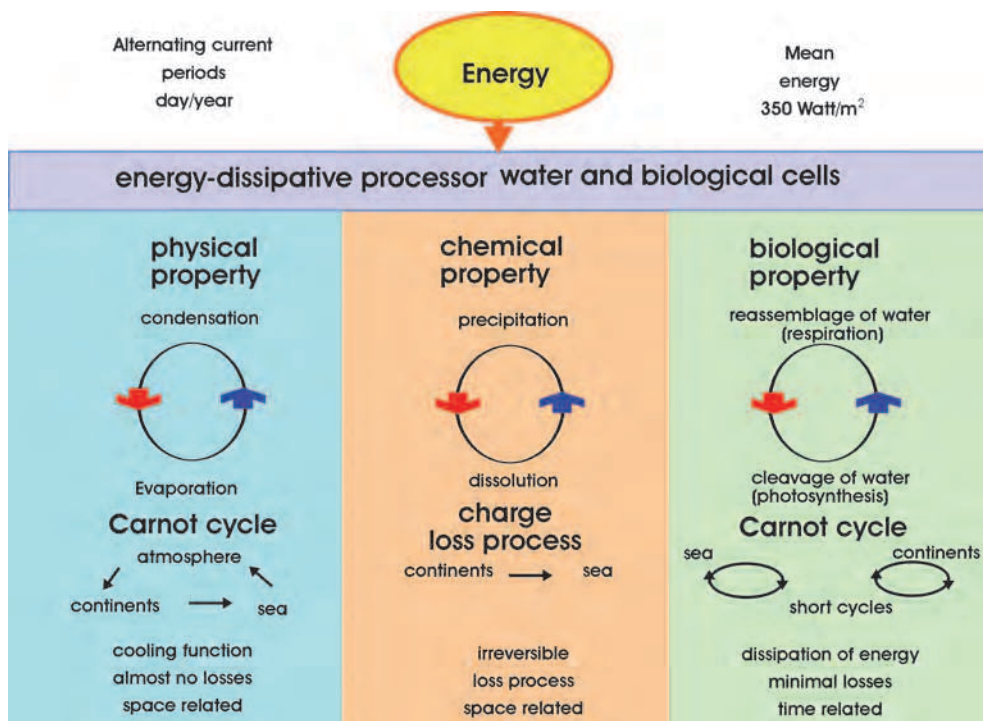 Alternating current
periods
day/year
Energy
Mean
energy
350 Watt/m²
energy-dissipative processor water and biological cells
physical
property
condensation
Evaporation
Carnot cycle
atmosphere
continents
sea
cooling function
almost no losses
space related
chemical
property
precipitation
dissolution
charge
loss process
continents
sea
irreversible
loss process
space related
biological
property
reassemblage of water
(respiration)
cleavage of water
(photosynthesis)
Carnot cycle
sea
continents
short cycles
dissipation of energy
minimal losses
time related